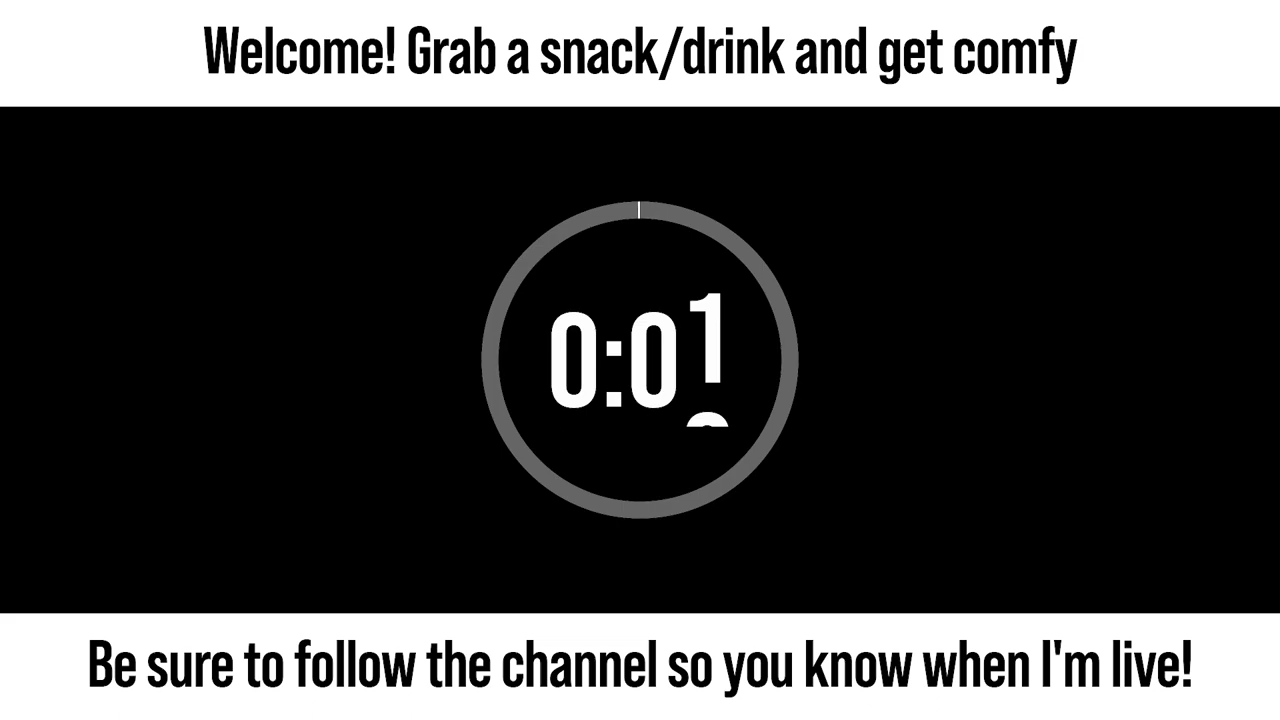 Welcome! Grab a snack/drink and get comfy
0:01
Be sure to follow the channel so you know when I'm live!